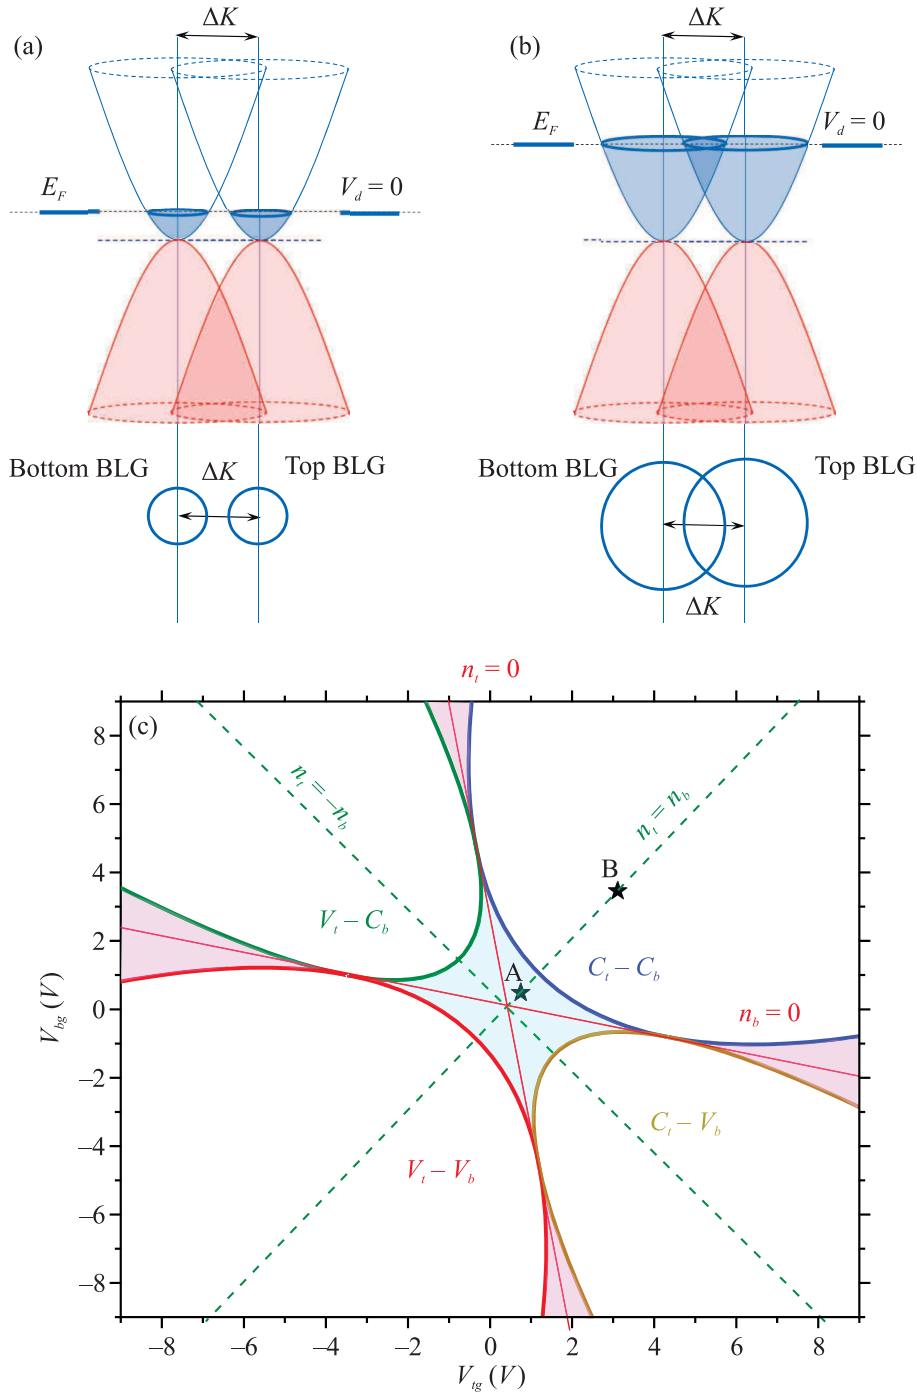 ΔK ΔK
(a) (b)
E_F V_d = 0
E_F V_d = 0
Bottom BLG ΔK Top BLG
Bottom BLG Top BLG
ΔK
n_t = 0
(c)
n_t = –n_b
n_t = n_b
B
V_t – C_b
A
C_t – C_b
n_b = 0
C_t – V_b
V_t – V_b
8
6
4
2
0
–2
–4
–6
–8
V_bg (V)
–8 –6 –4 –2 0 2 4 6 8
V_tg (V)